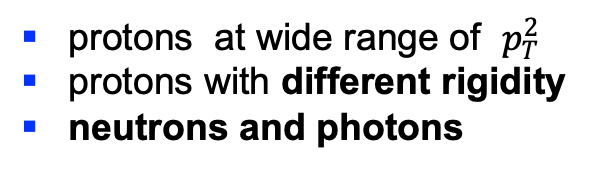 ▪ protons at wide range of $p_T^2$
▪ protons with different rigidity
▪ neutrons and photons